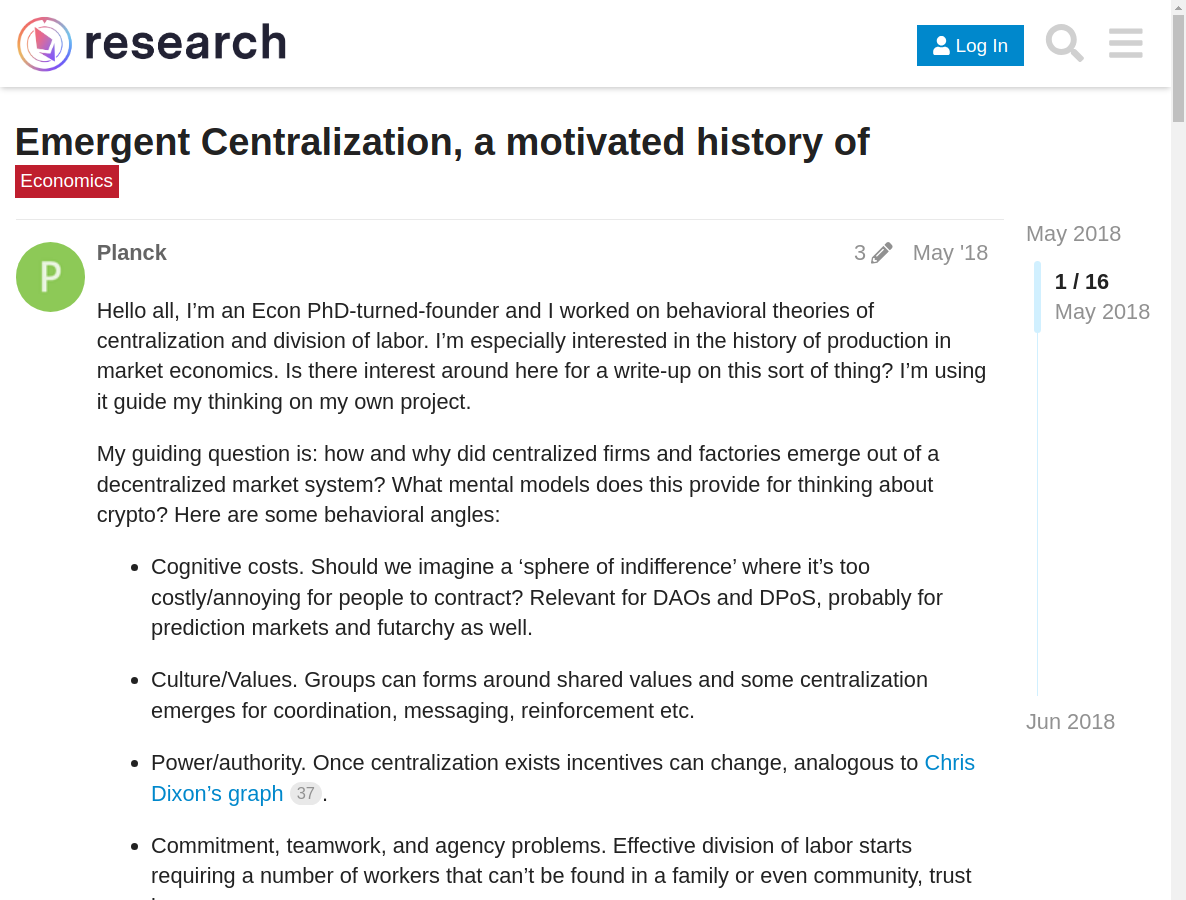 research
Log In
Emergent Centralization, a motivated history of
Economics
May 2018
P
Planck
3
May '18
1 / 16
May 2018
Hello all, I’m an Econ PhD-turned-founder and I worked on behavioral theories of
centralization and division of labor. I’m especially interested in the history of production in
market economics. Is there interest around here for a write-up on this sort of thing? I’m using
it guide my thinking on my own project.
My guiding question is: how and why did centralized firms and factories emerge out of a
decentralized market system? What mental models does this provide for thinking about
crypto? Here are some behavioral angles:
• Cognitive costs. Should we imagine a ‘sphere of indifference’ where it’s too
costly/annoying for people to contract? Relevant for DAOs and DPoS, probably for
prediction markets and futarchy as well.
• Culture/Values. Groups can forms around shared values and some centralization
emerges for coordination, messaging, reinforcement etc.
Jun 2018
• Power/authority. Once centralization exists incentives can change, analogous to Chris
Dixon’s graph 37.
• Commitment, teamwork, and agency problems. Effective division of labor starts
requiring a number of workers that can’t be found in a family or even community, trust